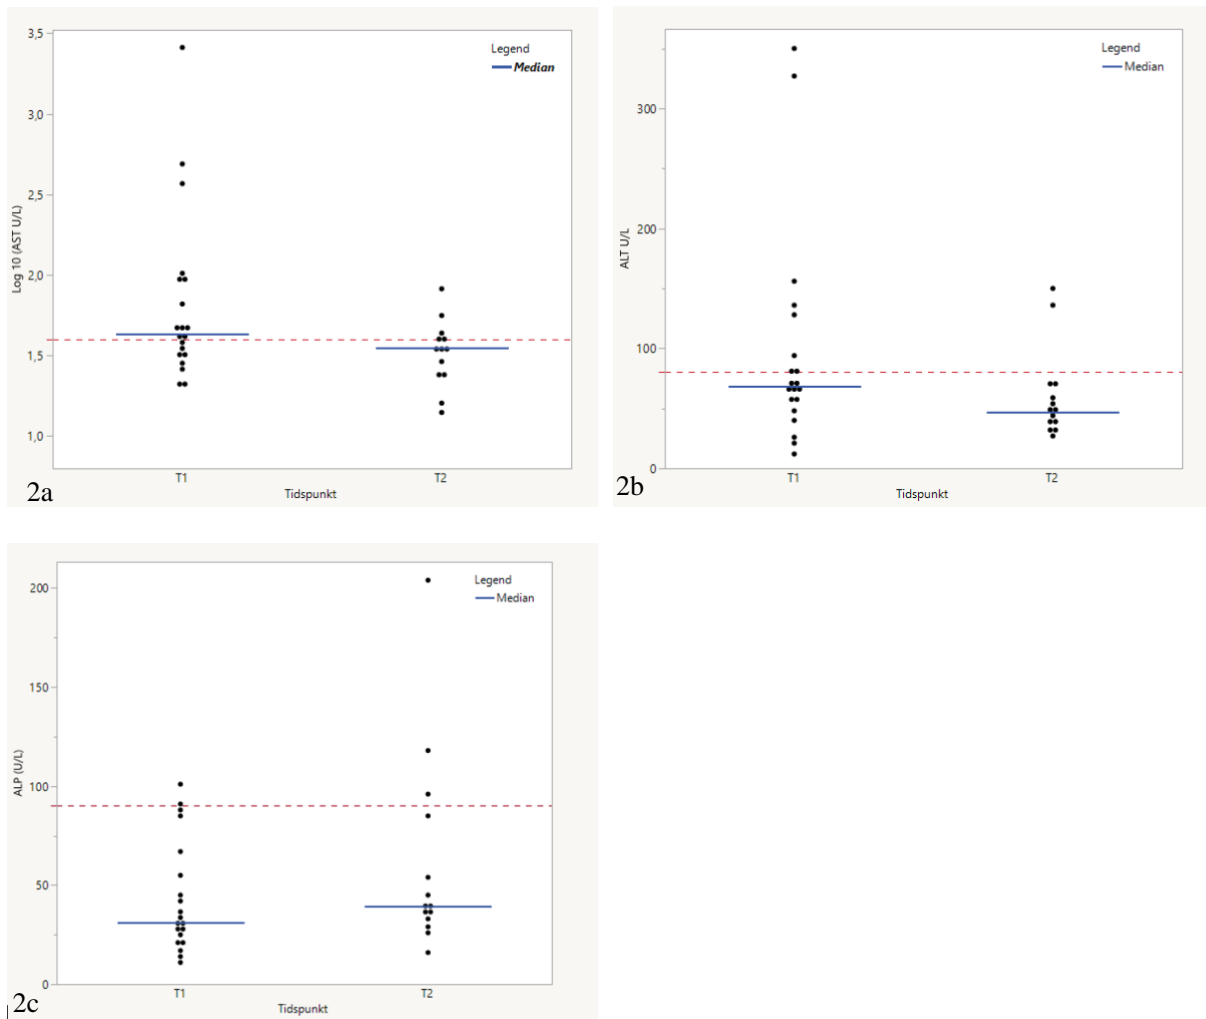 3,5
3,0
2,5
2,0
1,5
1,0
Log 10 (AST U/L)
Legend
Median
T1
T2
Tidspunkt
2a
300
200
100
0
ALT U/L
Legend
Median
T1
T2
Tidspunkt
2b
200
150
100
50
0
ALP (U/L)
Legend
Median
T1
T2
Tidspunkt
2c